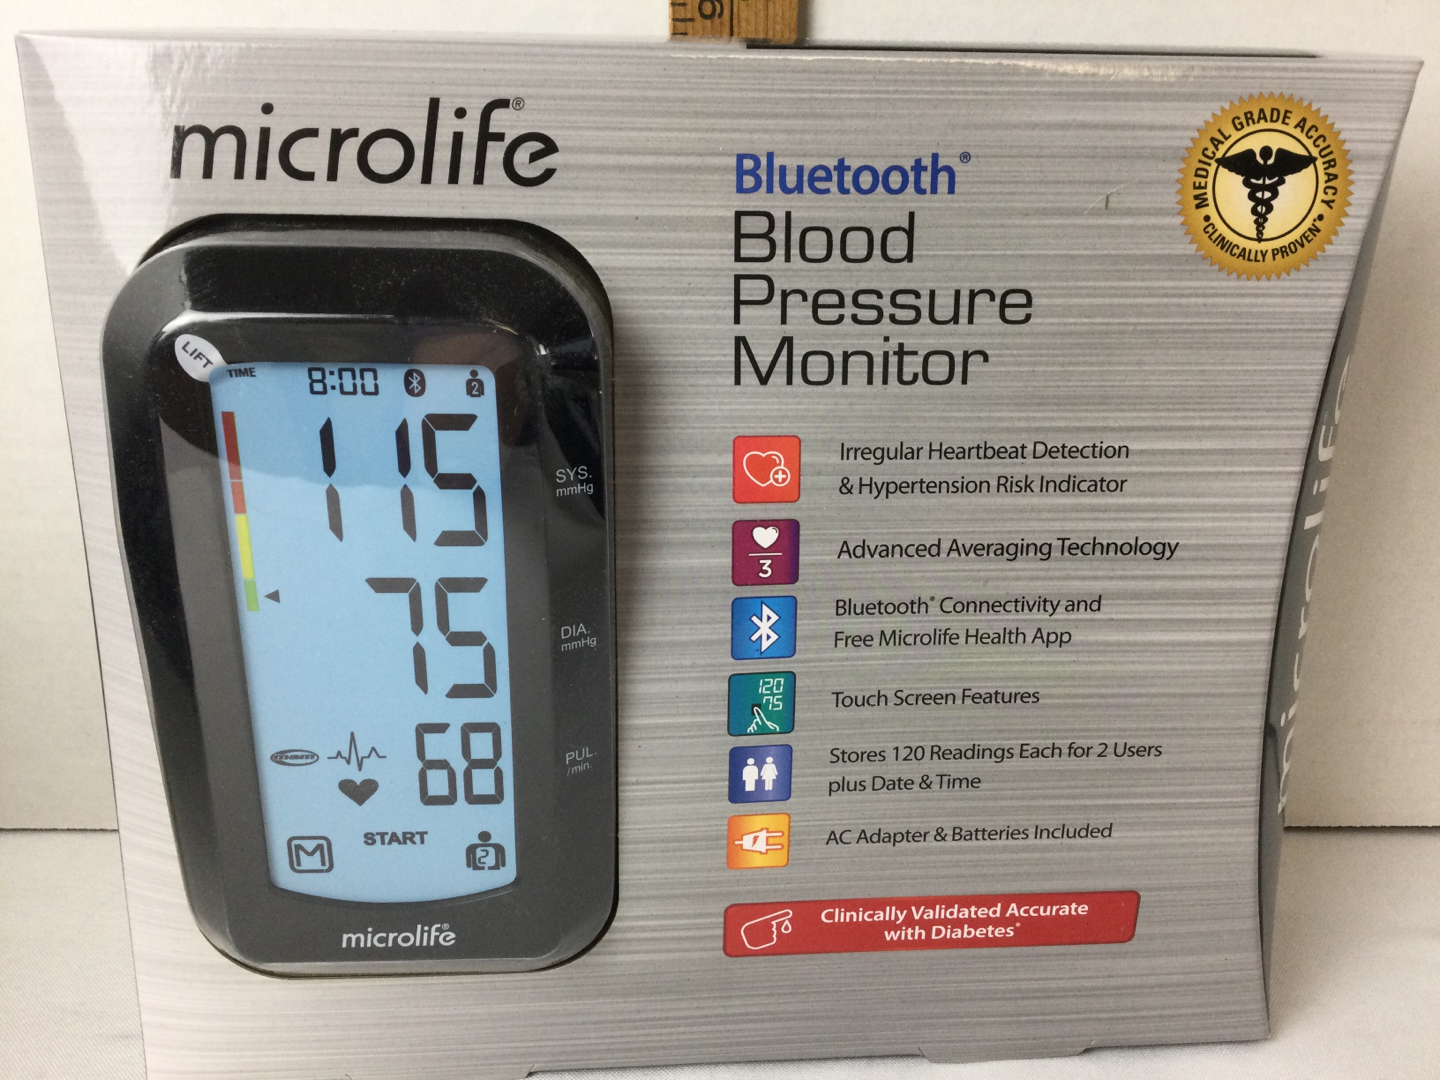 9
microlife®
MEDICAL GRADE ACCURACY
• CLINICALLY PROVEN* •
Bluetooth®
Blood
Pressure
Monitor
LIFT
TIME
8:00
2
115
SYS.
mmHg
75
DIA.
mmHg
68
PUL.
/min.
M
START
2
microlife®
Irregular Heartbeat Detection
& Hypertension Risk Indicator
3
Advanced Averaging Technology
Bluetooth® Connectivity and
Free Microlife Health App
120
75
Touch Screen Features
Stores 120 Readings Each for 2 Users
plus Date & Time
AC Adapter & Batteries Included
Clinically Validated Accurate
with Diabetes*
microlife